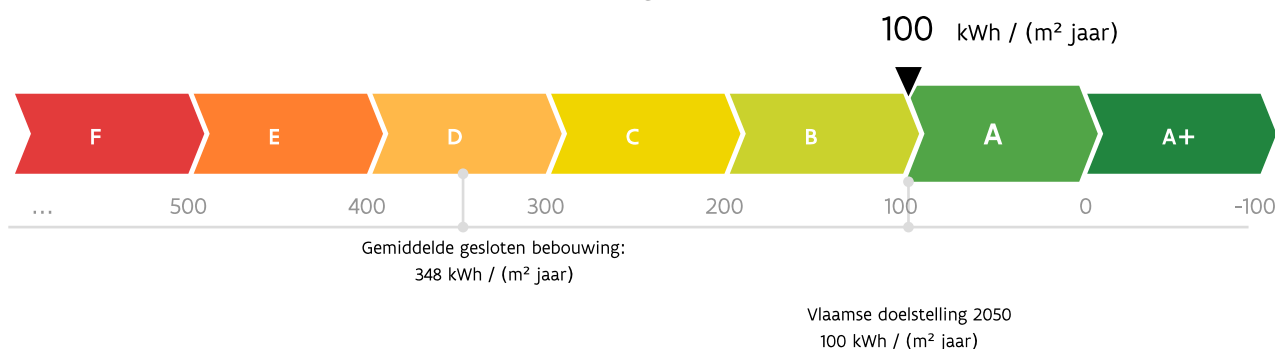 100 kWh / (m² jaar)
F E D C B A A+
... 500 400 300 200 100 0 -100
Gemiddelde gesloten bebouwing:
348 kWh / (m² jaar)
Vlaamse doelstelling 2050
100 kWh / (m² jaar)